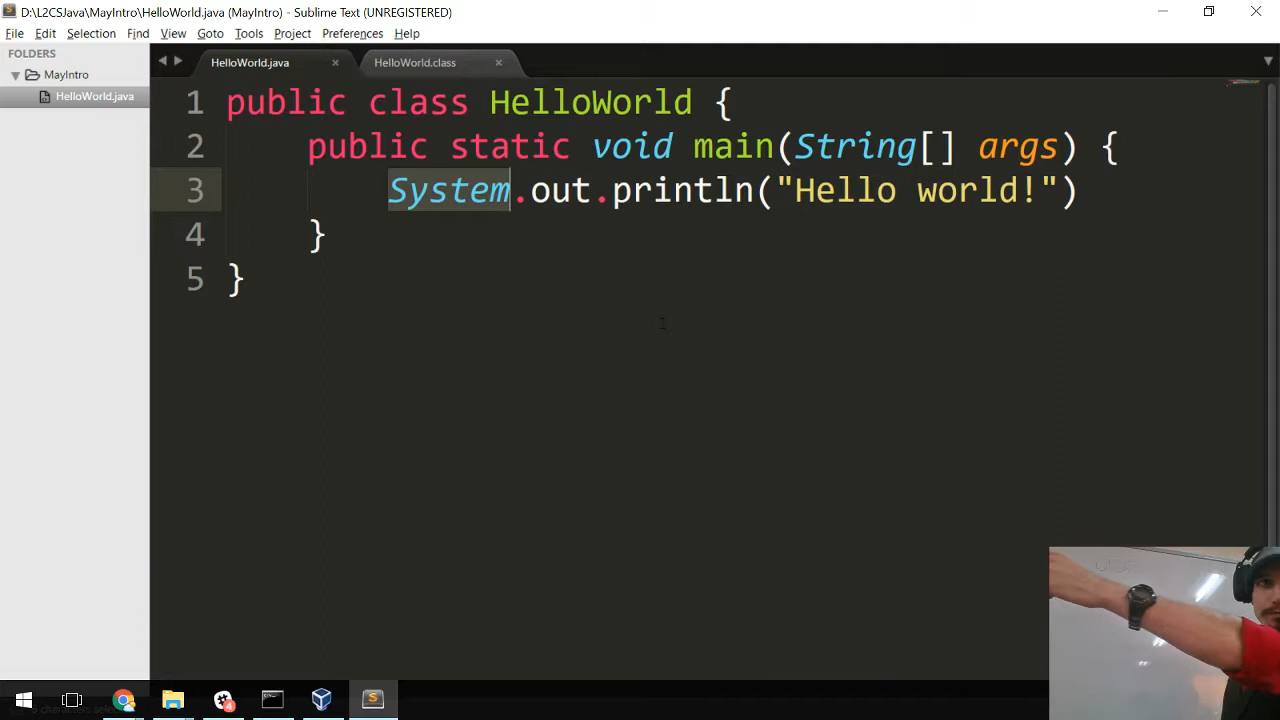 D:\L2CSJava\MayIntro\HelloWorld.java (MayIntro) - Sublime Text (UNREGISTERED)
File Edit Selection Find View Goto Tools Project Preferences Help
FOLDERS
MayIntro
HelloWorld.java
HelloWorld.java HelloWorld.class
1 public class HelloWorld {
2 public static void main(String[] args) {
3 System.out.println("Hello world!")
4 }
5 }
4